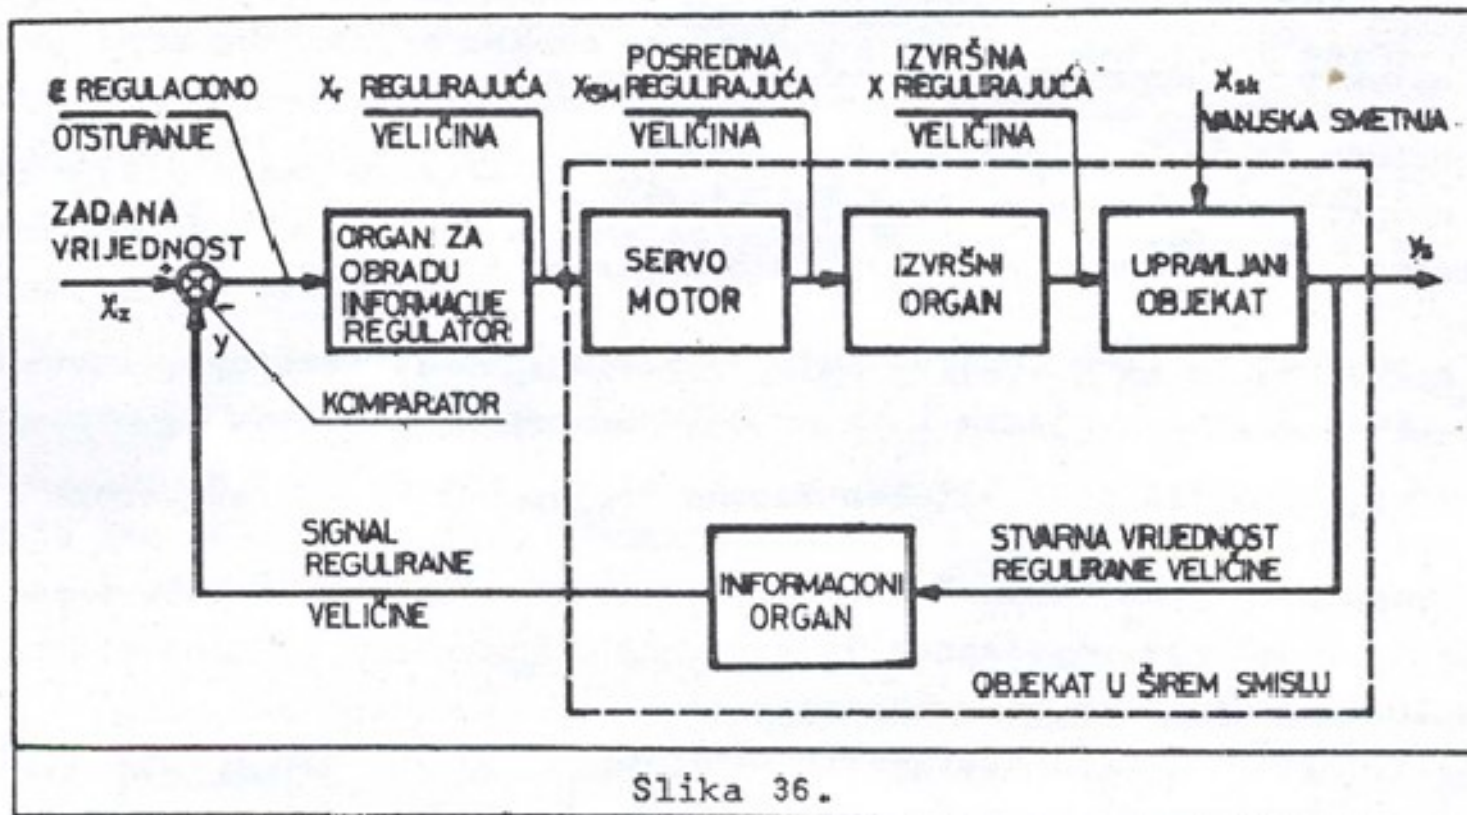 ε REGULACIONO
OTSTUPANJE
Xr REGULIRAJUĆA
VELIČINA
POSREDNA
XrSM REGULIRAJUĆA
VELIČINA
IZVRŠNA
X REGULIRAJUĆA
VELIČINA
Xsk
VANJSKA SMETNJA
ZADANA
VRIJEDNOST
+
Xz
-
y
ORGAN ZA
OBRADU
INFORMACIJE
REGULATOR
SERVO
MOTOR
IZVRŠNI
ORGAN
UPRAVLJANI
OBJEKAT
ys
KOMPARATOR
SIGNAL
REGULIRANE
VELIČINE
INFORMACIONI
ORGAN
STVARNA VRIJEDNOST
REGULIRANE VELIČINE
OBJEKAT U ŠIREM SMISLU
Slika 36.